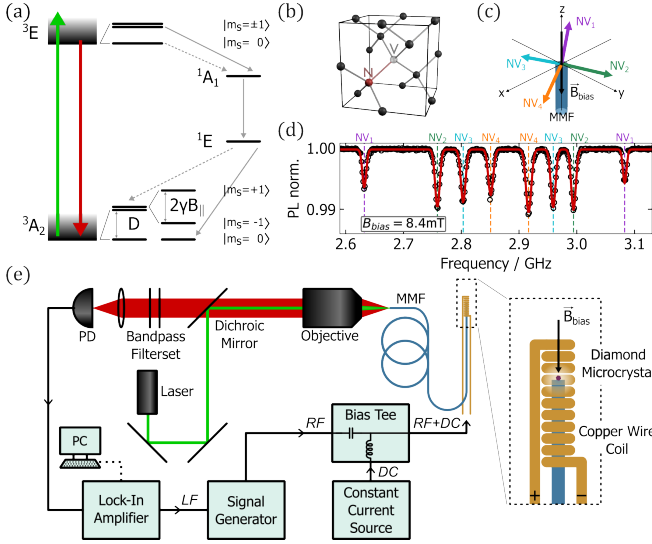 (a)
³E
|mₛ=±1⟩
|mₛ= 0⟩
¹A₁
¹E
|mₛ=+1⟩
2γB∥
|mₛ= -1⟩
³A₂
D
|mₛ= 0⟩
(b)
N
V
(c)
z
NV₁
NV₃
NV₂
NV₄
B⃗bias
x
y
MMF
(d)
NV₁
NV₂
NV₃
NV₄
NV₄
NV₃
NV₂
NV₁
1.00
0.99
PL norm.
Bbias = 8.4mT
2.6
2.7
2.8
2.9
3.0
3.1
Frequency / GHz
(e)
PD
Bandpass
Filterset
Dichroic
Mirror
Objective
MMF
Laser
PC
Lock-In
Amplifier
LF
Signal
Generator
RF
Bias Tee
RF+DC
DC
Constant
Current
Source
B⃗bias
Diamond
Microcrystal
Copper Wire
Coil
+
−